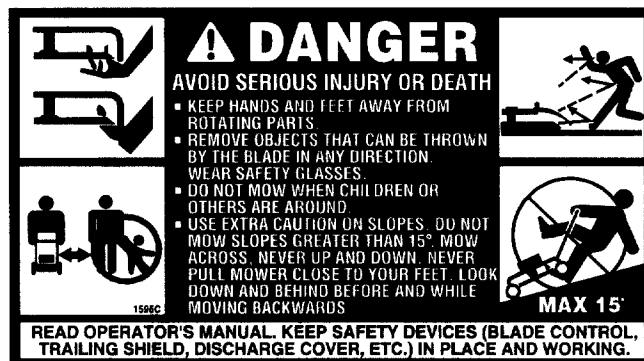 ⚠ DANGER
AVOID SERIOUS INJURY OR DEATH
▪ KEEP HANDS AND FEET AWAY FROM
ROTATING PARTS.
▪ REMOVE OBJECTS THAT CAN BE THROWN
BY THE BLADE IN ANY DIRECTION.
WEAR SAFETY GLASSES.
▪ DO NOT MOW WHEN CHILDREN OR
OTHERS ARE AROUND.
▪ USE EXTRA CAUTION ON SLOPES. DO NOT
MOW SLOPES GREATER THAN 15°. MOW
ACROSS, NEVER UP AND DOWN. NEVER
PULL MOWER CLOSE TO YOUR FEET. LOOK
DOWN AND BEHIND BEFORE AND WHILE
MOVING BACKWARDS
1595C
MAX 15°
READ OPERATOR'S MANUAL. KEEP SAFETY DEVICES (BLADE CONTROL,
TRAILING SHIELD, DISCHARGE COVER, ETC.) IN PLACE AND WORKING.